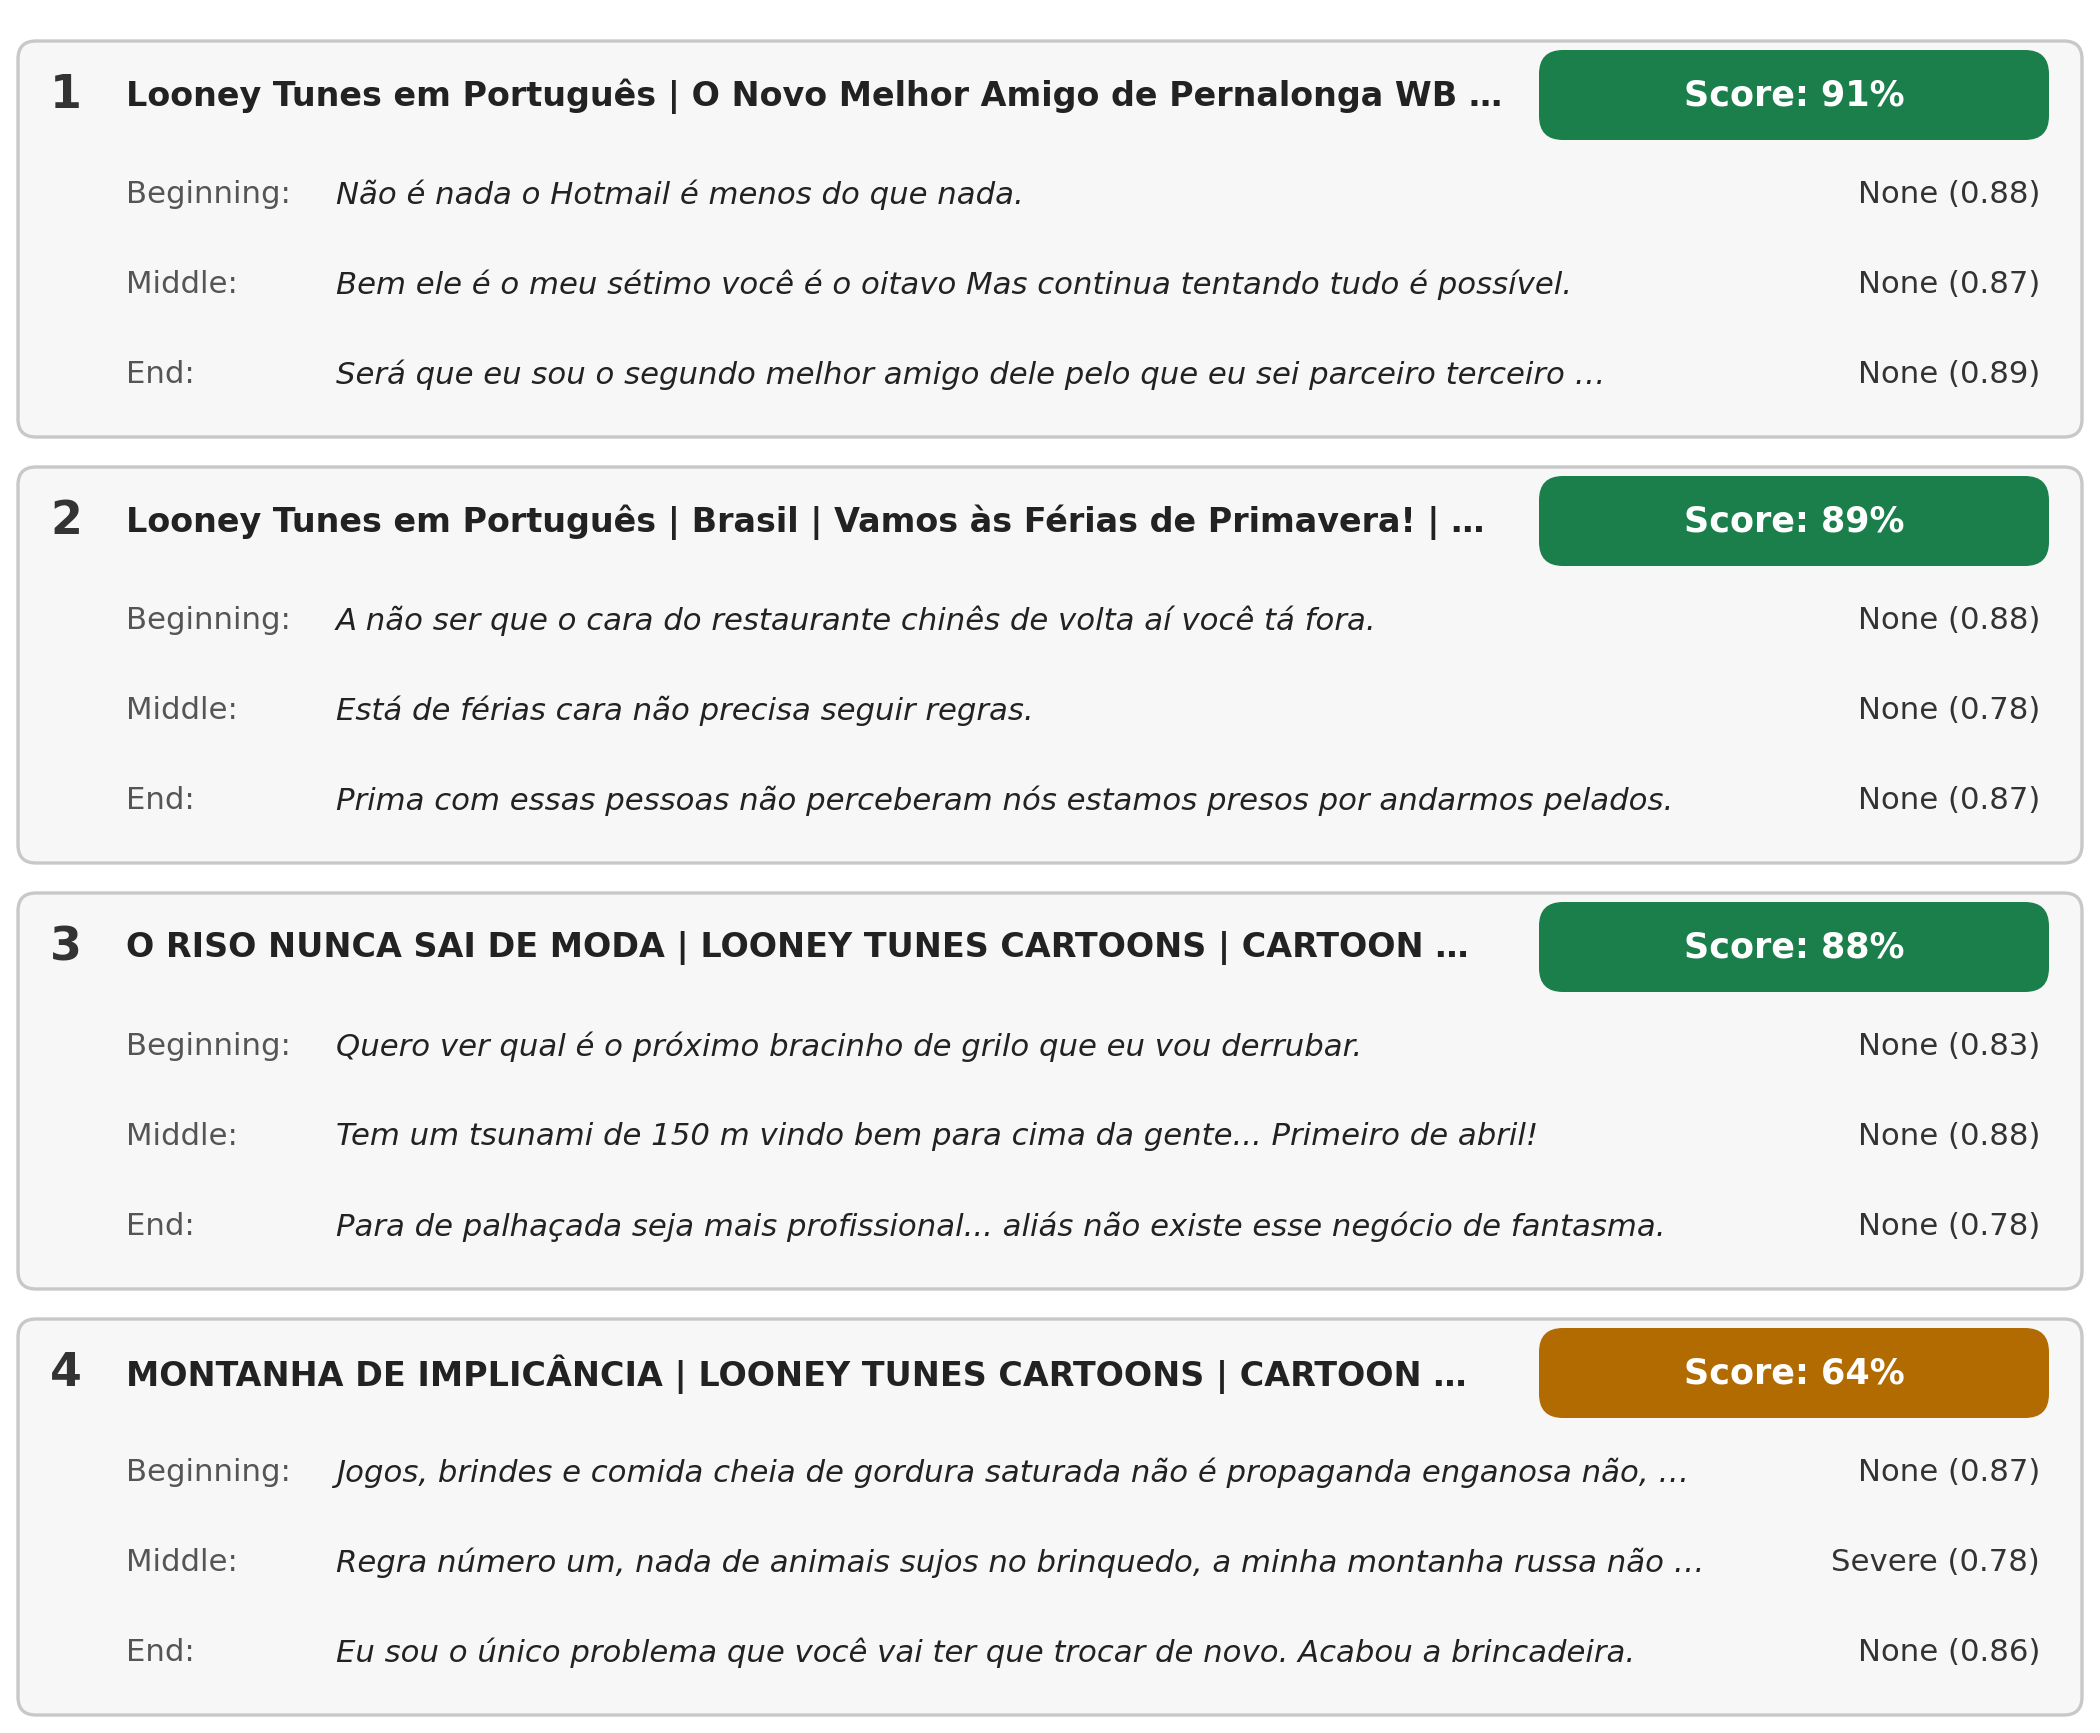 1 Looney Tunes em Português | O Novo Melhor Amigo de Pernalonga WB … Score: 91%
Beginning: Não é nada o Hotmail é menos do que nada. None (0.88)
Middle: Bem ele é o meu sétimo você é o oitavo Mas continua tentando tudo é possível. None (0.87)
End: Será que eu sou o segundo melhor amigo dele pelo que eu sei parceiro terceiro … None (0.89)
2 Looney Tunes em Português | Brasil | Vamos às Férias de Primavera! | … Score: 89%
Beginning: A não ser que o cara do restaurante chinês de volta aí você tá fora. None (0.88)
Middle: Está de férias cara não precisa seguir regras. None (0.78)
End: Prima com essas pessoas não perceberam nós estamos presos por andarmos pelados. None (0.87)
3 O RISO NUNCA SAI DE MODA | LOONEY TUNES CARTOONS | CARTOON … Score: 88%
Beginning: Quero ver qual é o próximo bracinho de grilo que eu vou derrubar. None (0.83)
Middle: Tem um tsunami de 150 m vindo bem para cima da gente... Primeiro de abril! None (0.88)
End: Para de palhaçada seja mais profissional... aliás não existe esse negócio de fantasma. None (0.78)
4 MONTANHA DE IMPLICÂNCIA | LOONEY TUNES CARTOONS | CARTOON … Score: 64%
Beginning: Jogos, brindes e comida cheia de gordura saturada não é propaganda enganosa não, … None (0.87)
Middle: Regra número um, nada de animais sujos no brinquedo, a minha montanha russa não … Severe (0.78)
End: Eu sou o único problema que você vai ter que trocar de novo. Acabou a brincadeira. None (0.86)